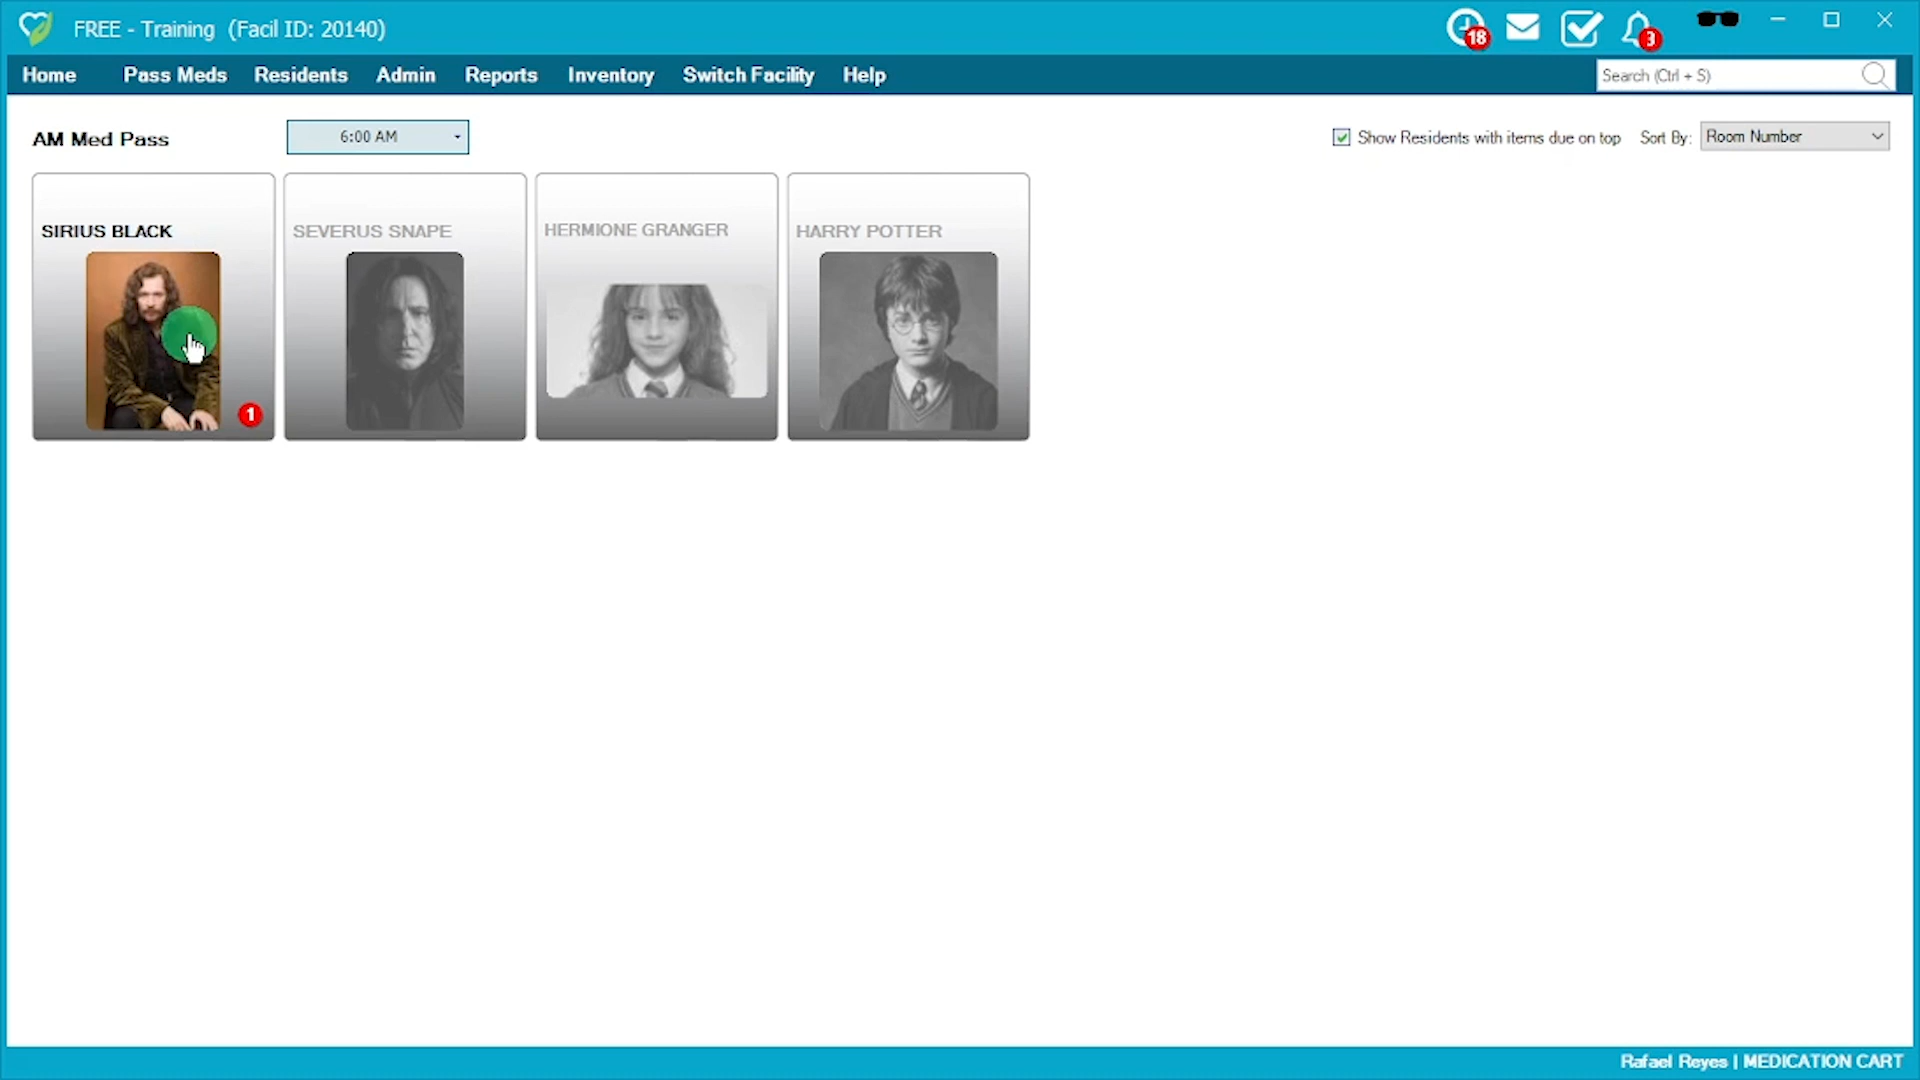 FREE - Training (Facil ID: 20140)
18
3
Home Pass Meds Residents Admin Reports Inventory Switch Facility Help
Search (Ctrl + S)
AM Med Pass
6:00 AM
Show Residents with items due on top
Sort By:
Room Number
SIRIUS BLACK
SEVERUS SNAPE
HERMIONE GRANGER
HARRY POTTER
1
Rafael Reyes | MEDICATION CART